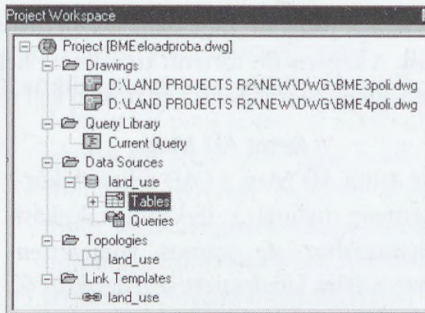 Project Workspace
Project [BMEeloadproba.dwg]
Drawings
D:\LAND PROJECTS R2\NEW\DWG\BME3poli.dwg
D:\LAND PROJECTS R2\NEW\DWG\BME4poli.dwg
Query Library
Current Query
Data Sources
land_use
Tables
Queries
Topologies
land_use
Link Templates
land_use